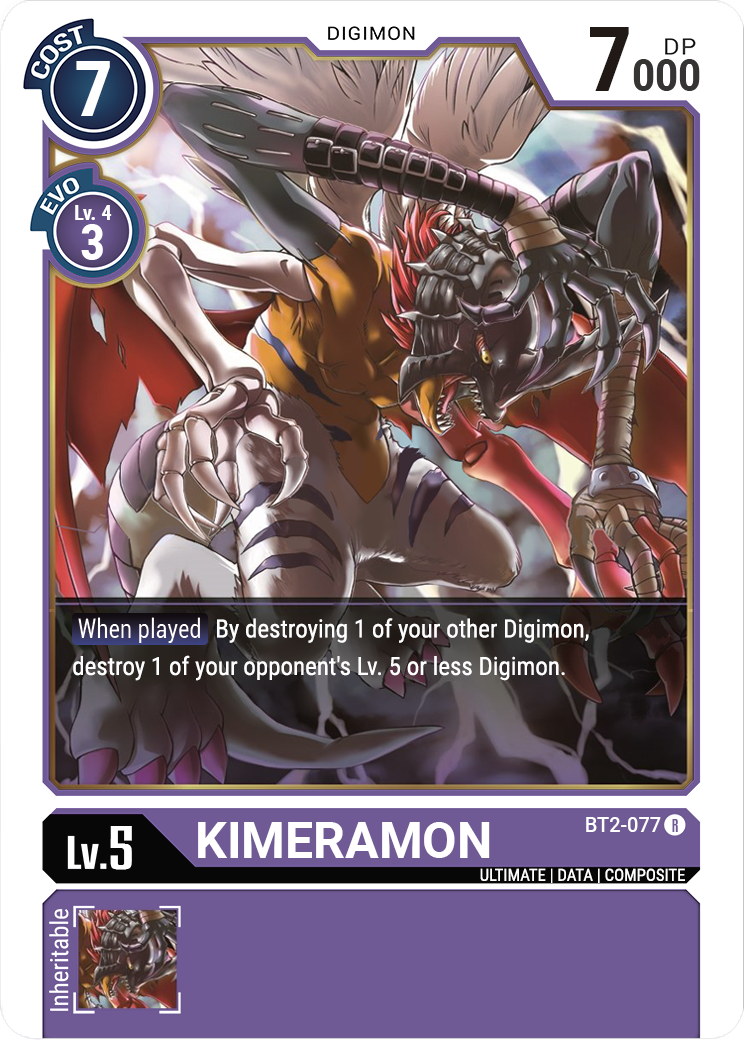 DIGIMON
COST
7
7000 DP
EVO
Lv. 4
3
When played By destroying 1 of your other Digimon,
destroy 1 of your opponent's Lv. 5 or less Digimon.
Lv.5
KIMERAMON
BT2-077 R
ULTIMATE | DATA | COMPOSITE
Inheritable